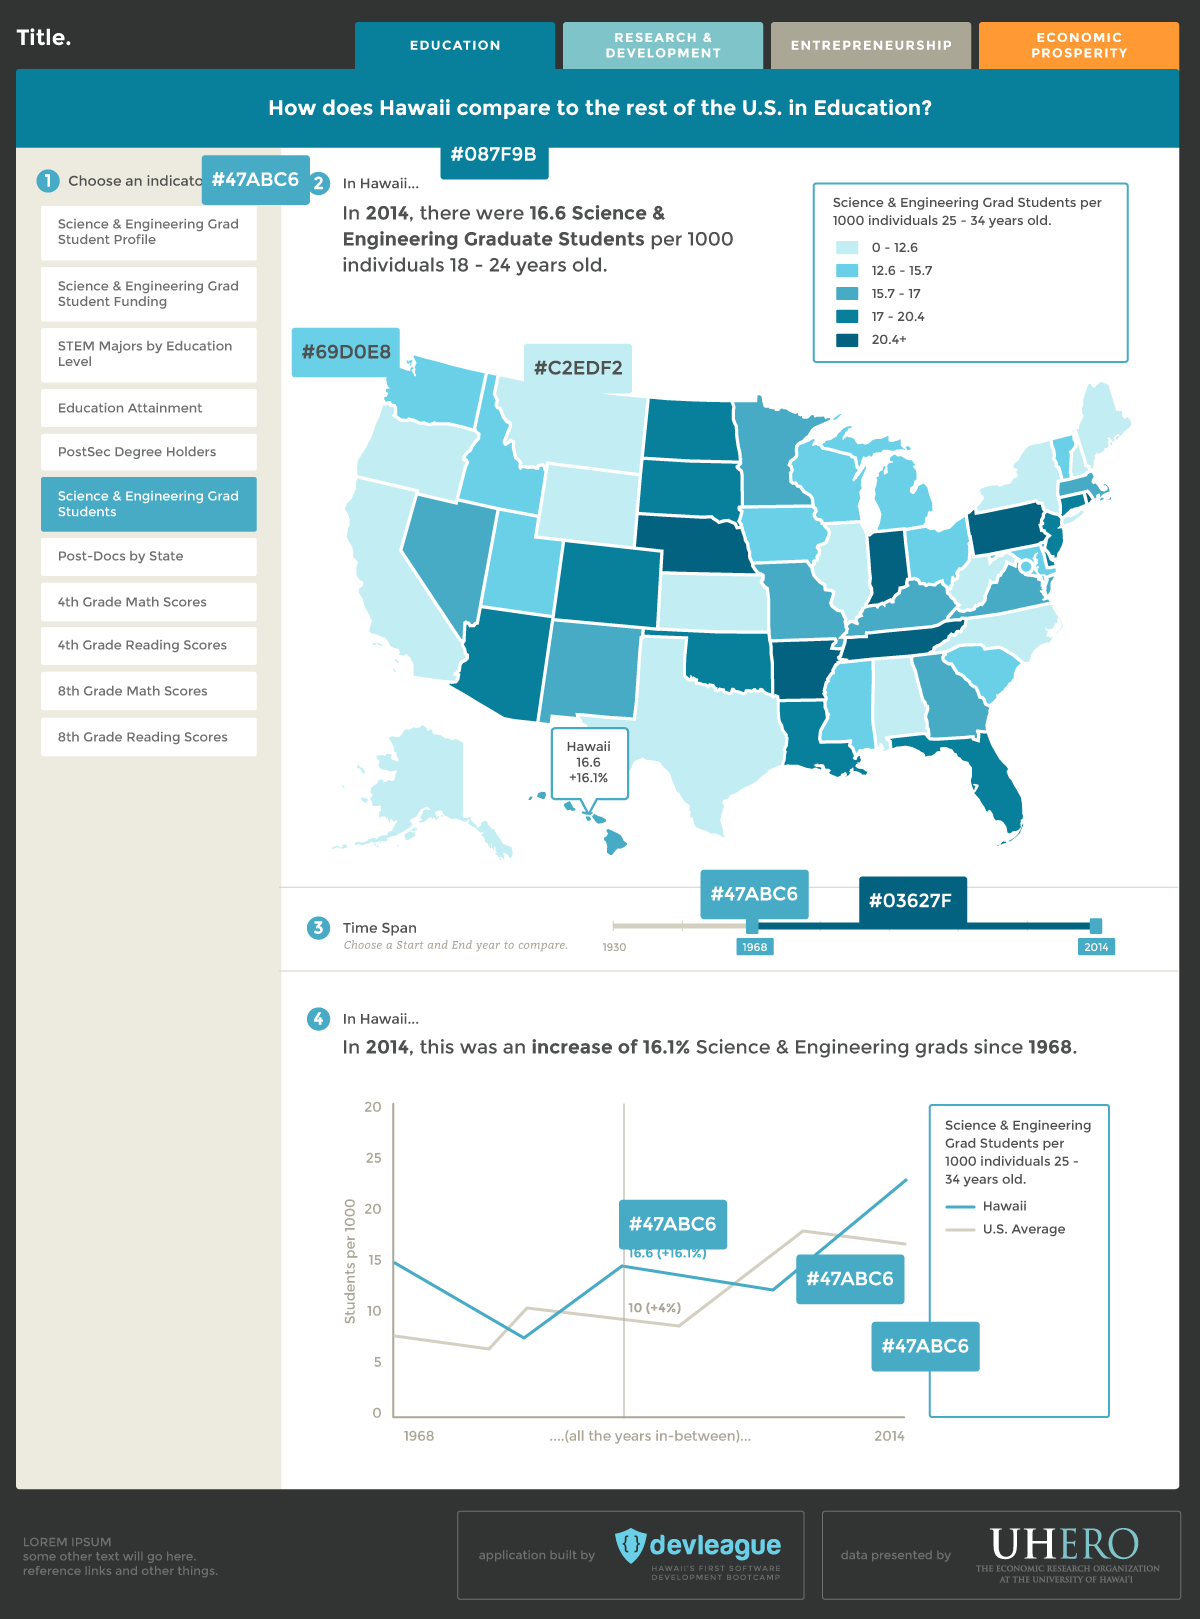 Title.
EDUCATION
RESEARCH &
DEVELOPMENT
ENTREPRENEURSHIP
ECONOMIC
PROSPERITY
How does Hawaii compare to the rest of the U.S. in Education?
#087F9B
1 Choose an indicato
#47ABC6
Science & Engineering Grad
Student Profile
Science & Engineering Grad
Student Funding
STEM Majors by Education
Level
Education Attainment
PostSec Degree Holders
Science & Engineering Grad
Students
Post-Docs by State
4th Grade Math Scores
4th Grade Reading Scores
8th Grade Math Scores
8th Grade Reading Scores
2 In Hawaii...
In 2014, there were 16.6 Science &
Engineering Graduate Students per 1000
individuals 18 - 24 years old.
Science & Engineering Grad Students per
1000 individuals 25 - 34 years old.
0 - 12.6
12.6 - 15.7
15.7 - 17
17 - 20.4
20.4+
#69D0E8
#C2EDF2
Hawaii
16.6
+16.1%
#47ABC6
#03627F
3 Time Span
Choose a Start and End year to compare.
1930
1968
2014
4 In Hawaii...
In 2014, this was an increase of 16.1% Science & Engineering grads since 1968.
Students per 1000
20
25
20
15
10
5
0
#47ABC6
16.6 (+16.1%)
#47ABC6
10 (+4%)
#47ABC6
1968
....(all the years in-between)...
2014
Science & Engineering
Grad Students per
1000 individuals 25 -
34 years old.
Hawaii
U.S. Average
LOREM IPSUM
some other text will go here.
reference links and other things.
application built by
devleague
HAWAII'S FIRST SOFTWARE
DEVELOPMENT BOOTCAMP
data presented by
UHERO
THE ECONOMIC RESEARCH ORGANIZATION
AT THE UNIVERSITY OF HAWAI'I